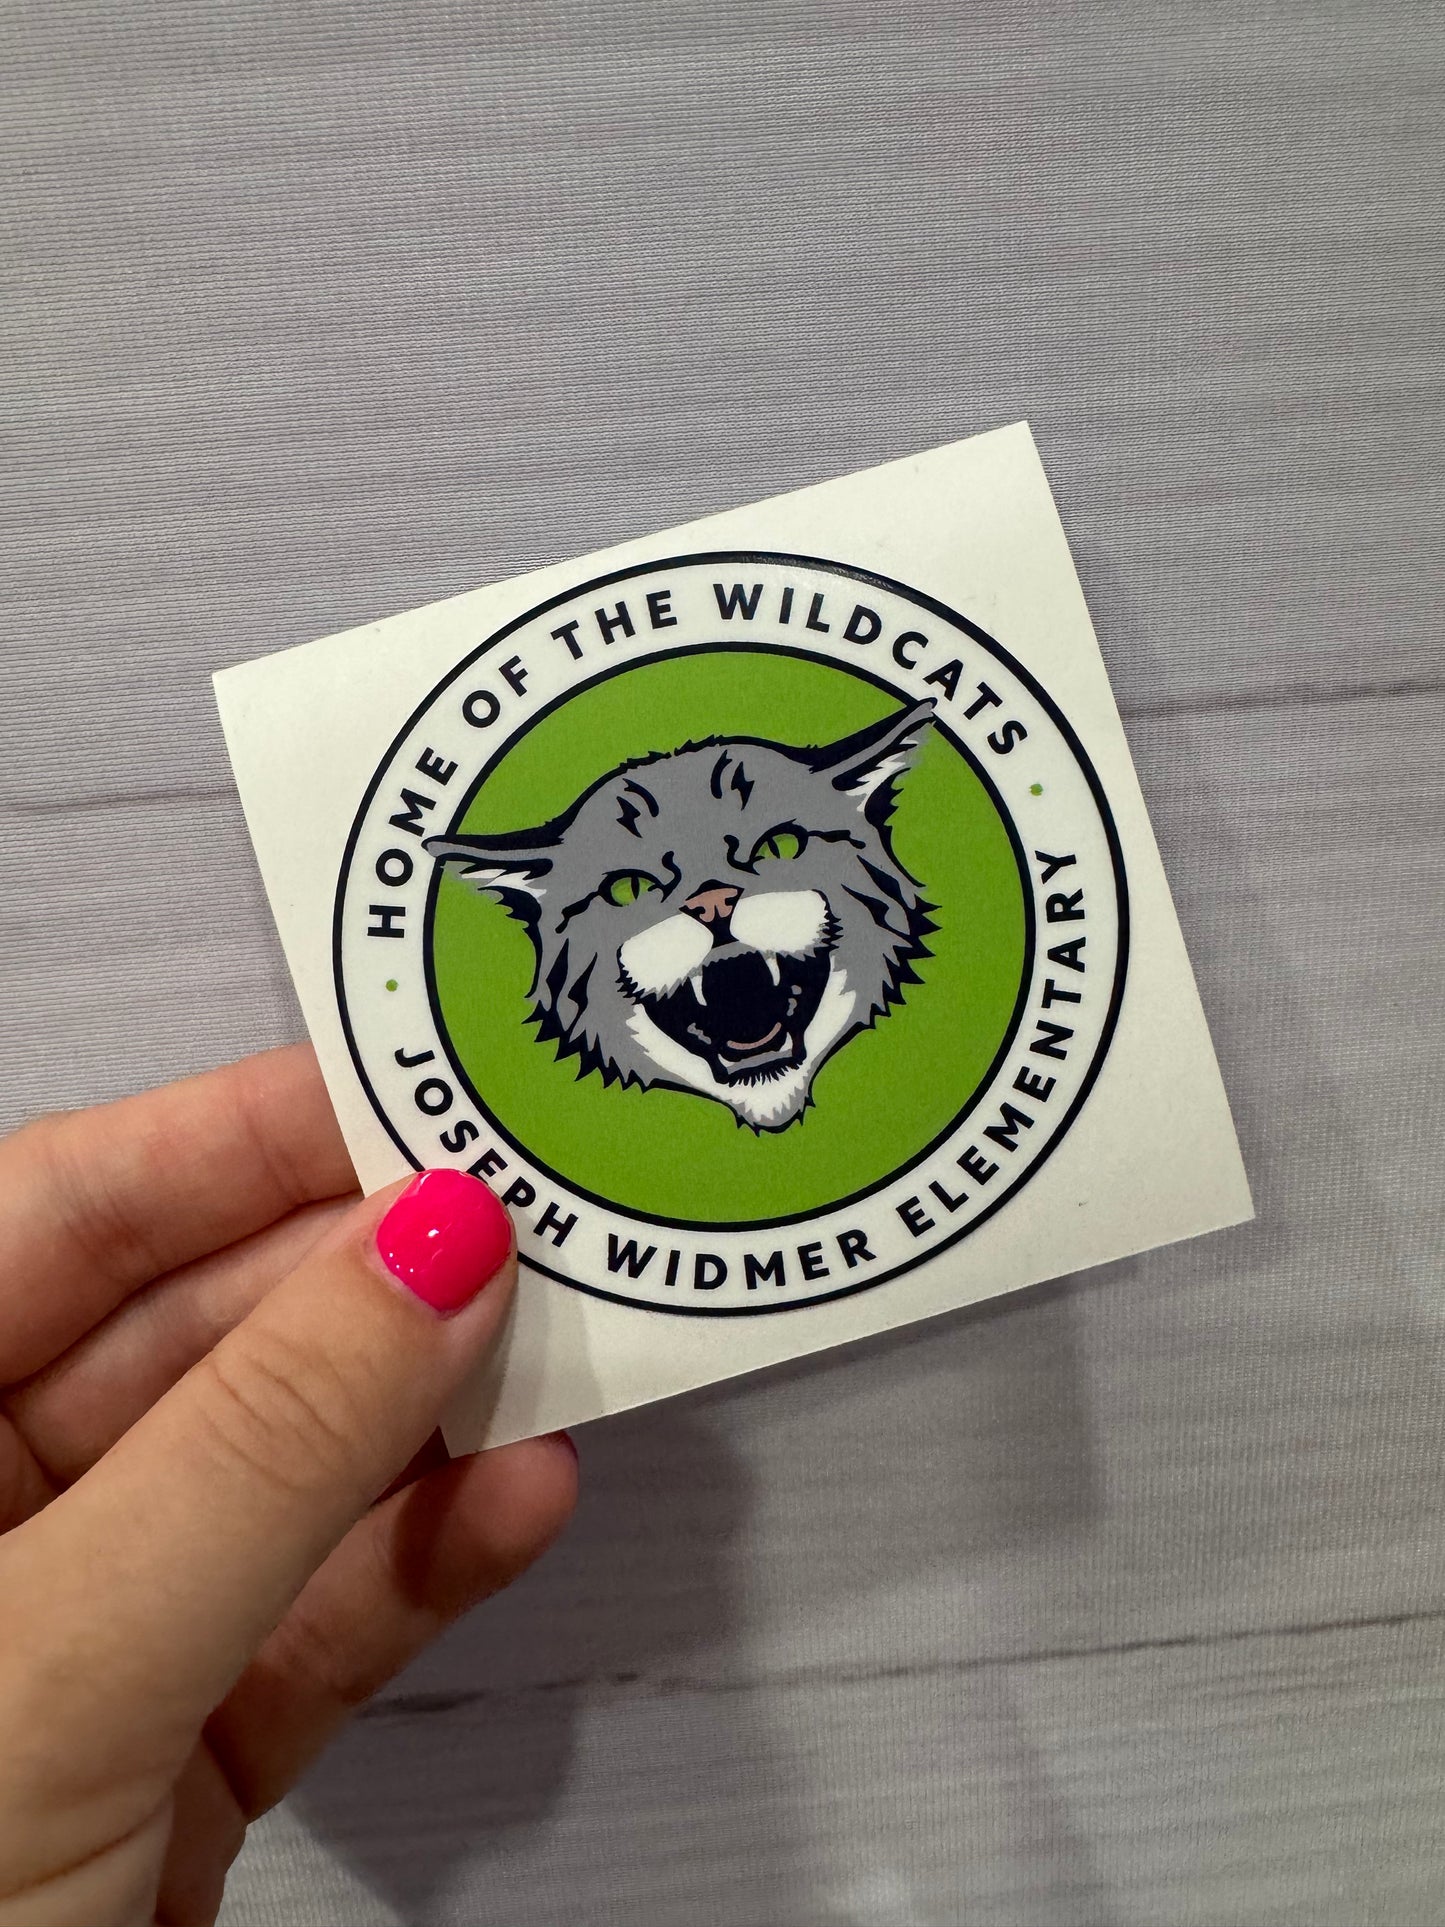 HOME OF THE WILDCATS
JOSEPH WIDMER ELEMENTARY